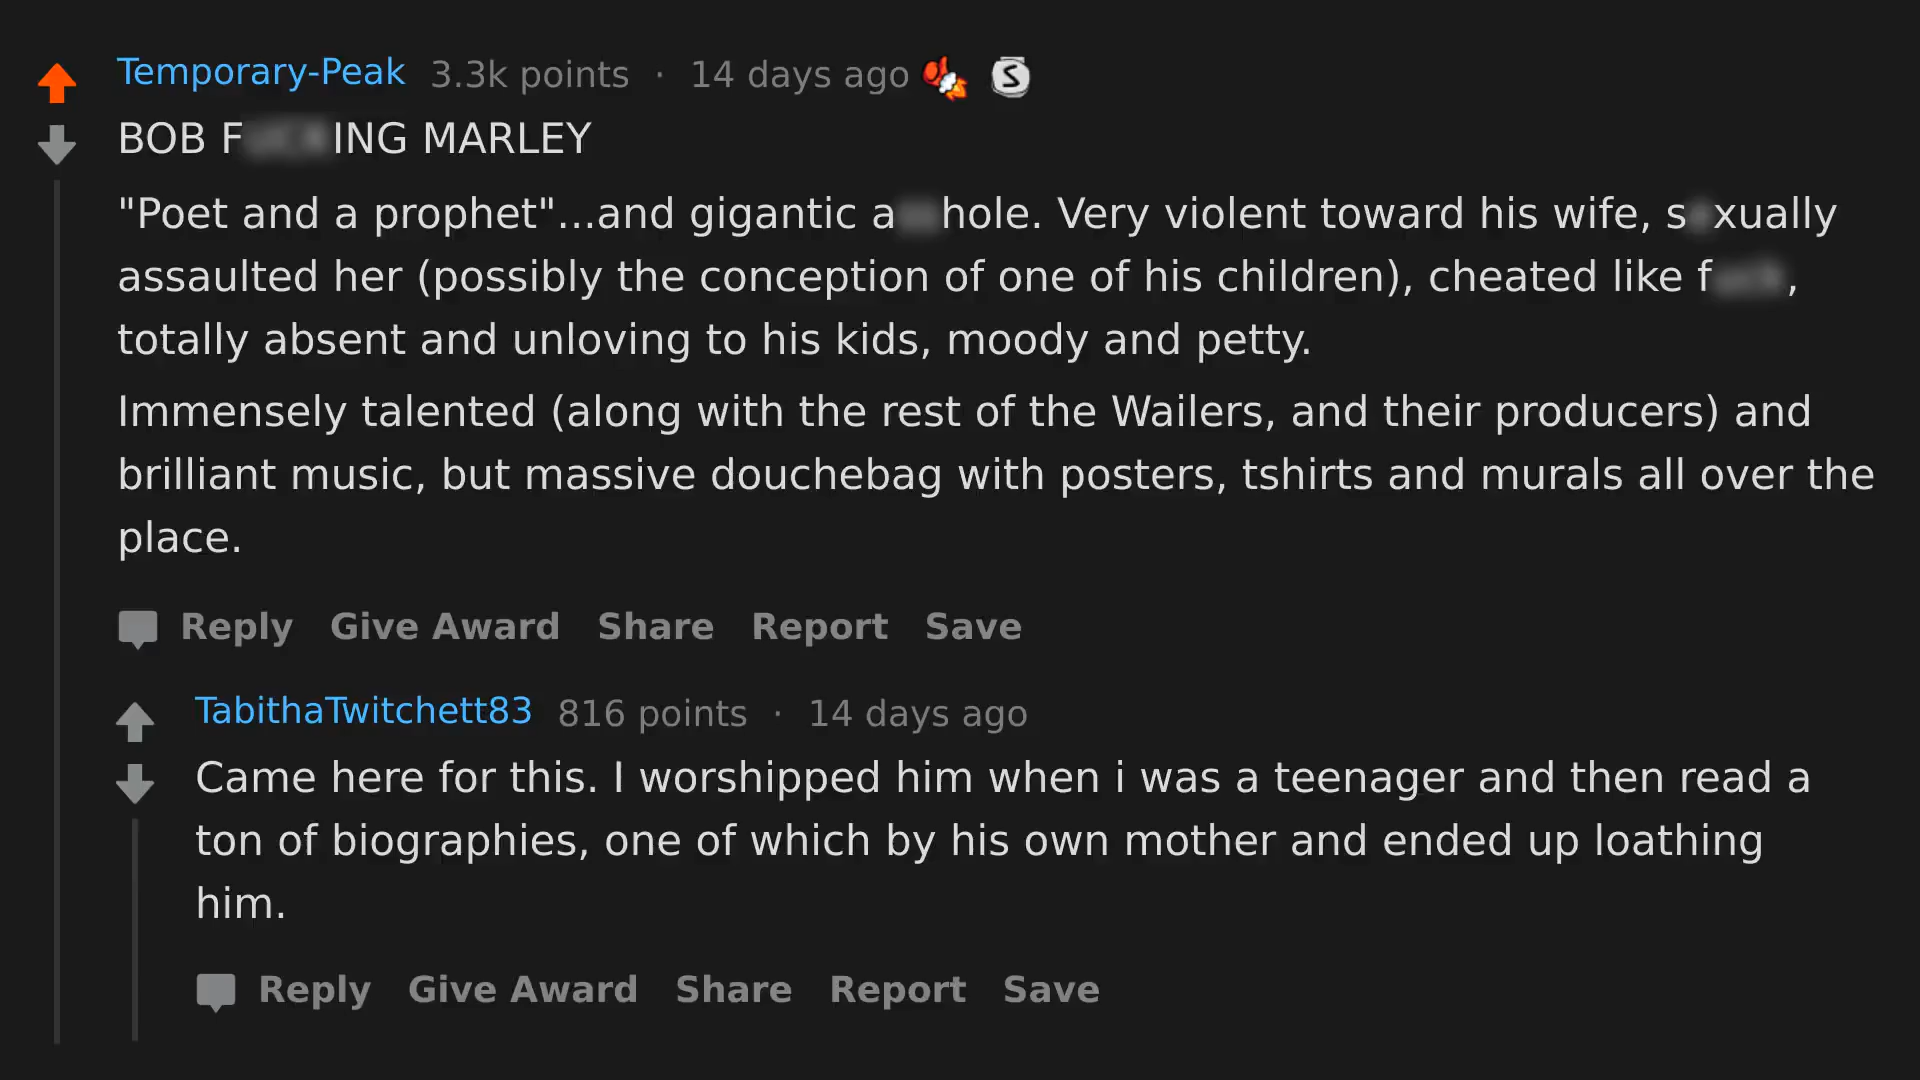 Temporary-Peak 3.3k points · 14 days ago S
BOB F ING MARLEY
"Poet and a prophet"...and gigantic a hole. Very violent toward his wife, s xually
assaulted her (possibly the conception of one of his children), cheated like f ,
totally absent and unloving to his kids, moody and petty.
Immensely talented (along with the rest of the Wailers, and their producers) and
brilliant music, but massive douchebag with posters, tshirts and murals all over the
place.
Reply Give Award Share Report Save
TabithaTwitchett83 816 points · 14 days ago
Came here for this. I worshipped him when i was a teenager and then read a
ton of biographies, one of which by his own mother and ended up loathing
him.
Reply Give Award Share Report Save